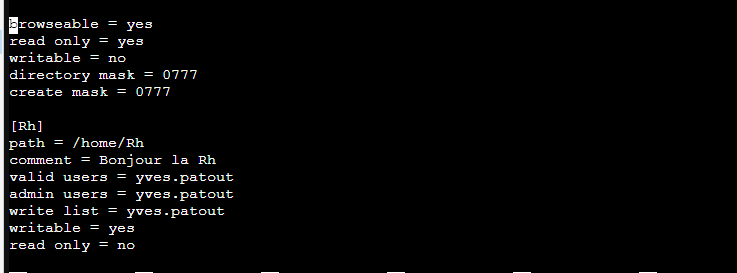 browseable = yes
read only = yes
writable = no
directory mask = 0777
create mask = 0777
[Rh]
path = /home/Rh
comment = Bonjour la Rh
valid users = yves.patout
admin users = yves.patout
write list = yves.patout
writable = yes
read only = no